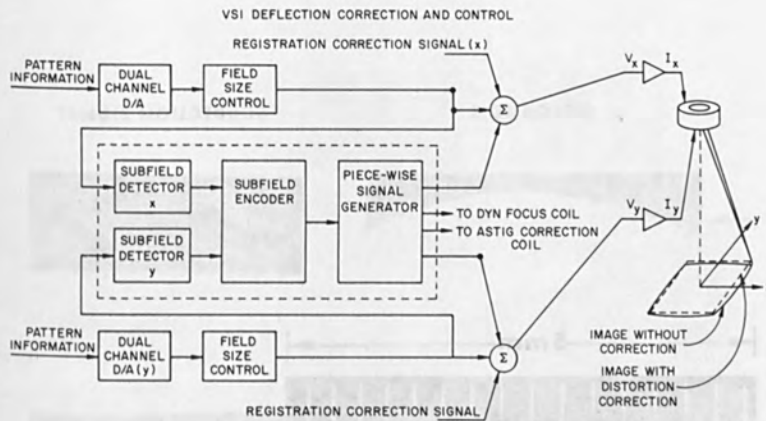 VSI DEFLECTION CORRECTION AND CONTROL
REGISTRATION CORRECTION SIGNAL (x)
PATTERN
INFORMATION
DUAL
CHANNEL
D/A
FIELD
SIZE
CONTROL
Σ
Vx
Ix
SUBFIELD
DETECTOR
x
SUBFIELD
ENCODER
PIECE-WISE
SIGNAL
GENERATOR
TO DYN FOCUS COIL
TO ASTIG CORRECTION
COIL
SUBFIELD
DETECTOR
y
Vy
Iy
y
PATTERN
INFORMATION
DUAL
CHANNEL
D/A (y)
FIELD
SIZE
CONTROL
Σ
IMAGE WITHOUT
CORRECTION
IMAGE WITH
DISTORTION
CORRECTION
REGISTRATION CORRECTION SIGNAL